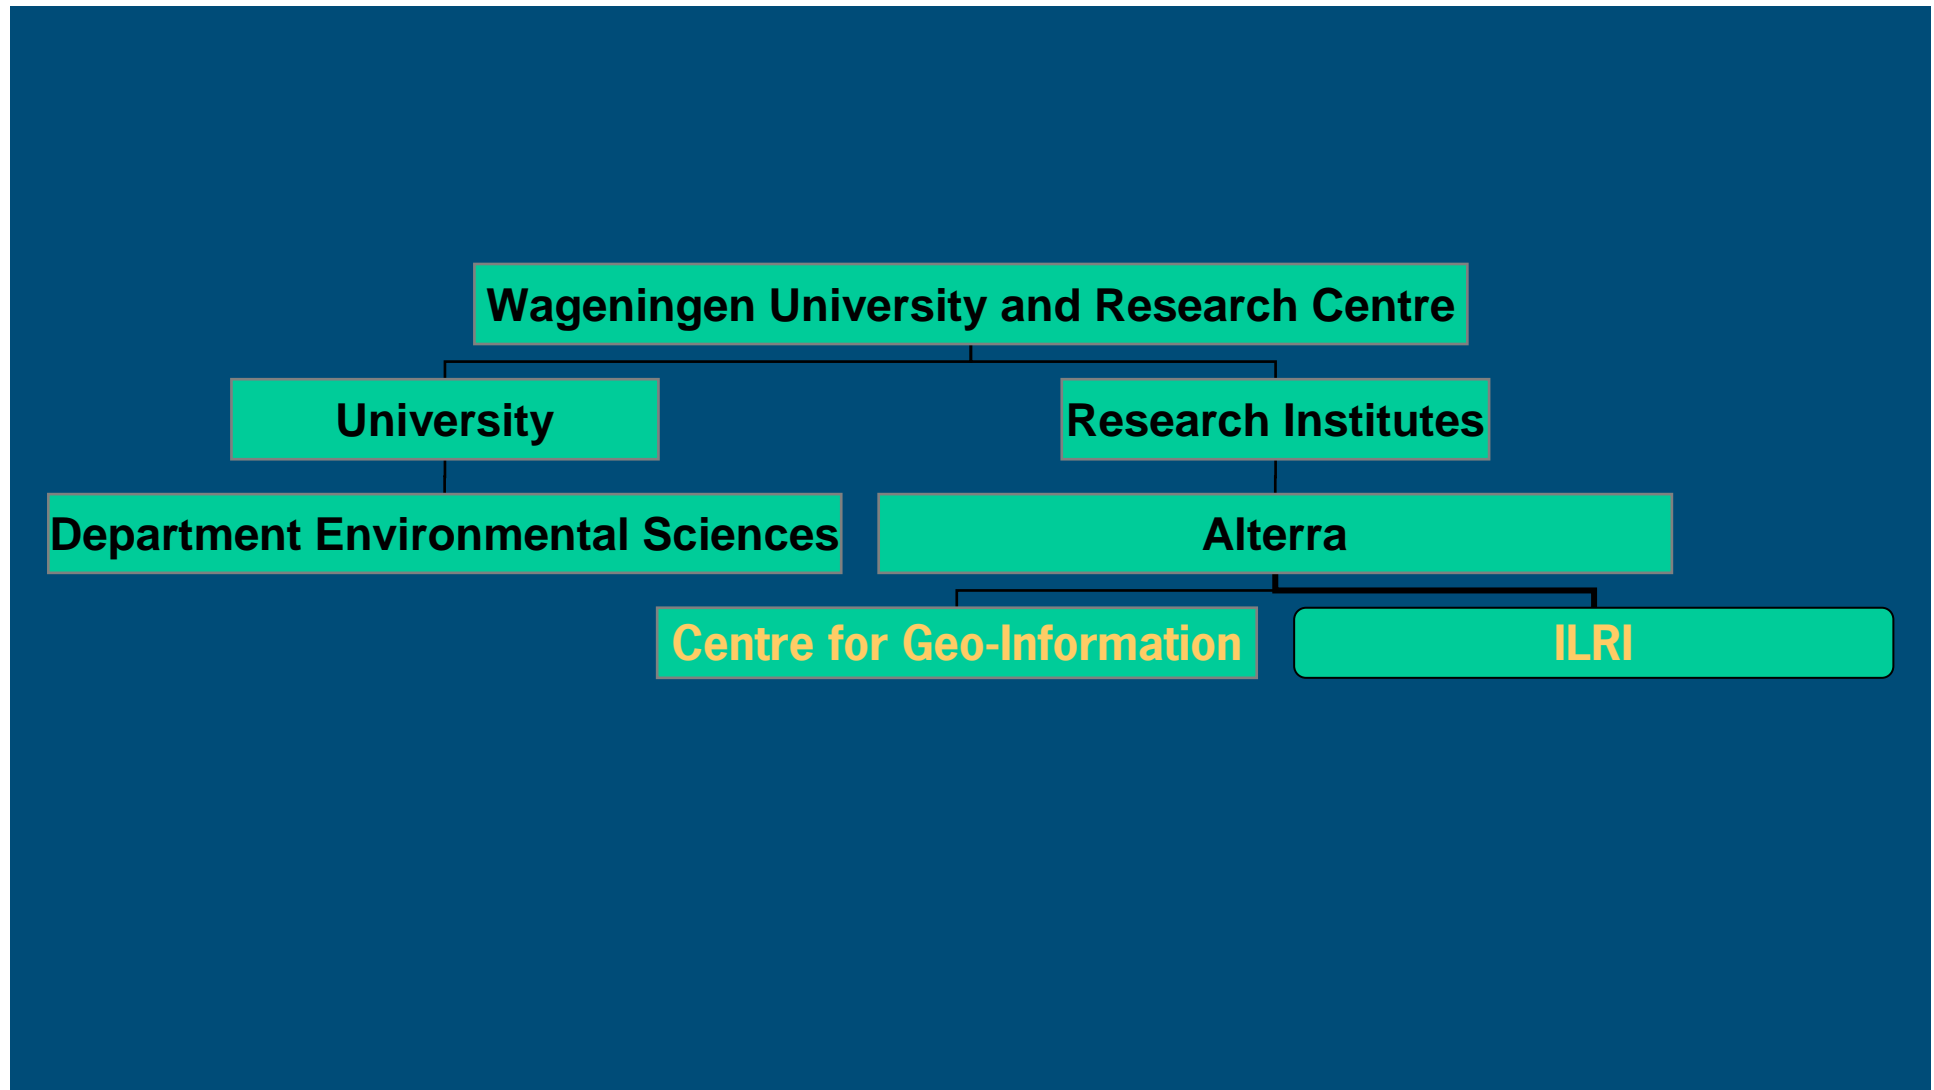 Wageningen University and Research Centre
University
Research Institutes
Department Environmental Sciences
Alterra
Centre for Geo-Information
ILRI